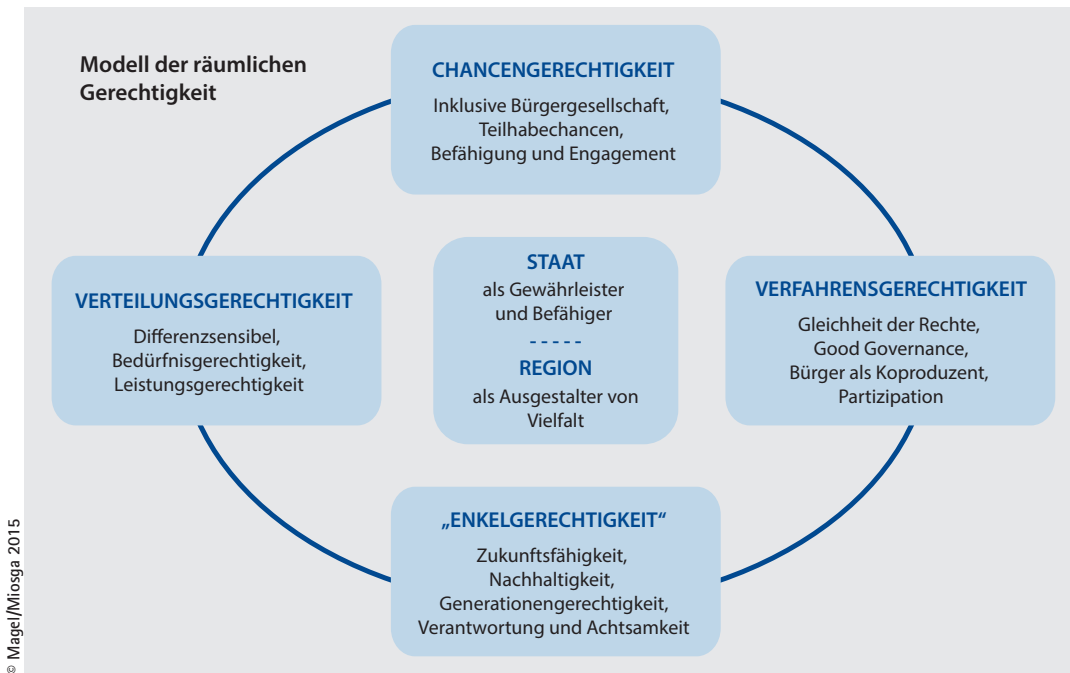 Modell der räumlichen
Gerechtigkeit
CHANCENGERECHTIGKEIT
Inklusive Bürgergesellschaft,
Teilhabechancen,
Befähigung und Engagement
VERTEILUNGSGERECHTIGKEIT
Differenzsensibel,
Bedürfnisgerechtigkeit,
Leistungsgerechtigkeit
STAAT
als Gewährleister
und Befähiger
- - - - -
REGION
als Ausgestalter von
Vielfalt
VERFAHRENSGERECHTIGKEIT
Gleichheit der Rechte,
Good Governance,
Bürger als Koproduzent,
Partizipation
„ENKELGERECHTIGKEIT“
Zukunftsfähigkeit,
Nachhaltigkeit,
Generationengerechtigkeit,
Verantwortung und Achtsamkeit
© Magel/Miosga 2015